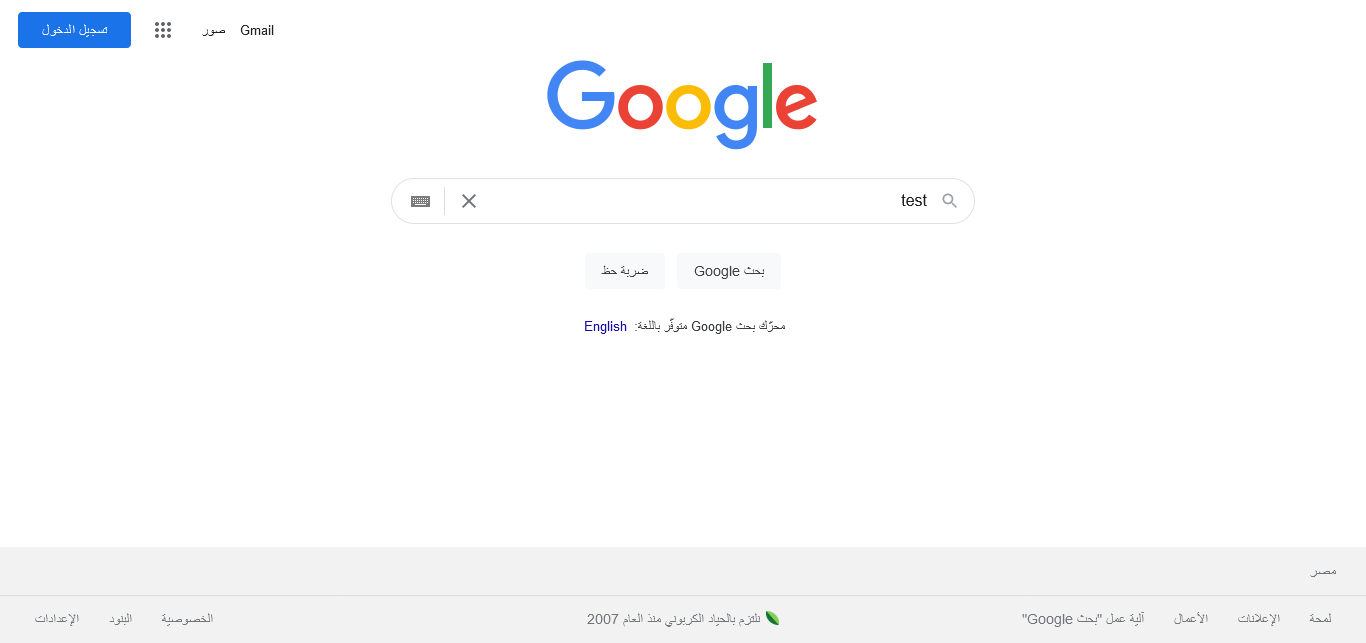 Gmail
صور
تسجيل الدخول
Google
test
بحث Google
ضربة حظ
محرّك بحث Google متوفّر باللغة: English
مصر
لمحة
الإعلانات
الأعمال
آلية عمل "بحث Google"
نلتزم بالحياد الكربوني منذ العام 2007
الخصوصية
البنود
الإعدادات